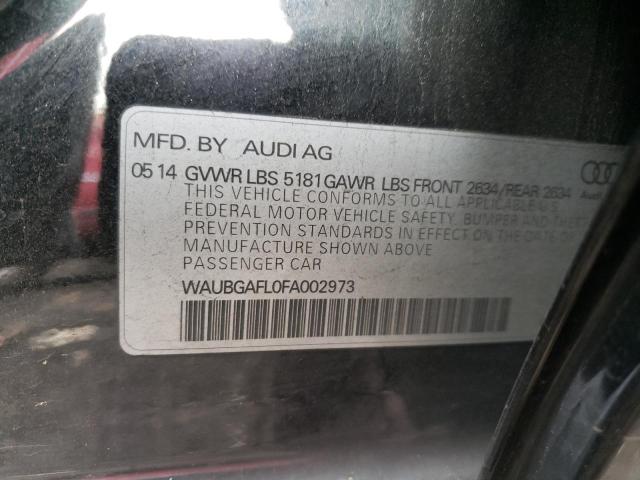 MFD. BY AUDI AG
05 14 GVWR LBS 5181 GAWR LBS FRONT 2634/REAR 2634
THIS VEHICLE CONFORMS TO ALL APPLICABLE U.S.
FEDERAL MOTOR VEHICLE SAFETY, BUMPER AND THEFT
PREVENTION STANDARDS IN EFFECT ON THE DATE OF
MANUFACTURE SHOWN ABOVE
PASSENGER CAR
WAUBGAFL0FA002973
Audi